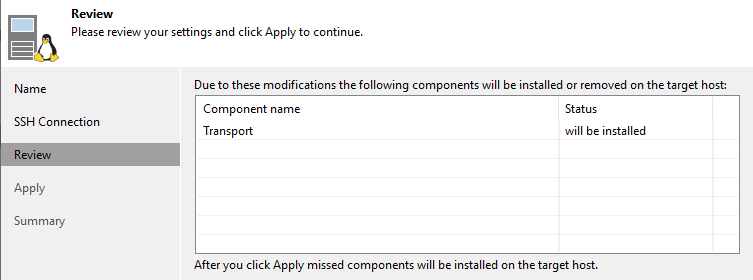 Review
Please review your settings and click Apply to continue.
Name
SSH Connection
Review
Apply
Summary
Due to these modifications the following components will be installed or removed on the target host:
Component name Status
Transport will be installed
After you click Apply missed components will be installed on the target host.